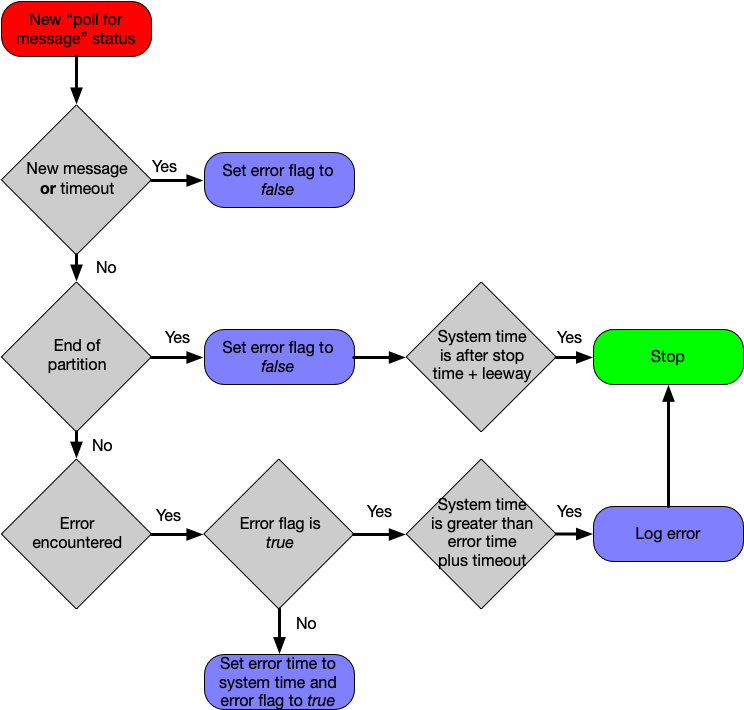 New “poll for
message” status
New message
or timeout
Yes
Set error flag to
false
No
End of
partition
Yes
Set error flag to
false
System time
is after stop
time + leeway
Yes
Stop
No
Error
encountered
Yes
Error flag is
true
Yes
System time
is greater than
error time
plus timeout
Yes
Log error
No
Set error time to
system time and
error flag to true